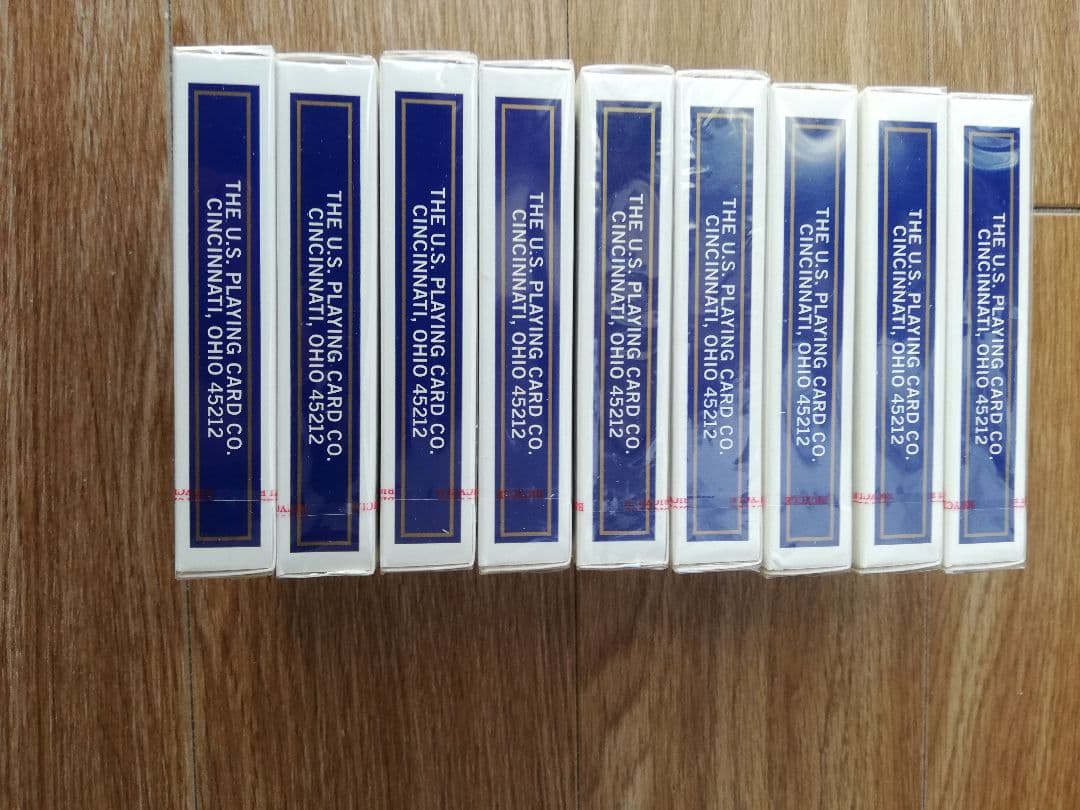 THE U.S. PLAYING CARD CO.
CINCINNATI, OHIO 45212
THE U.S. PLAYING CARD CO.
CINCINNATI, OHIO 45212
THE U.S. PLAYING CARD CO.
CINCINNATI, OHIO 45212
THE U.S. PLAYING CARD CO.
CINCINNATI, OHIO 45212
THE U.S. PLAYING CARD CO.
CINCINNATI, OHIO 45212
THE U.S. PLAYING CARD CO.
CINCINNATI, OHIO 45212
THE U.S. PLAYING CARD CO.
CINCINNATI, OHIO 45212
THE U.S. PLAYING CARD CO.
CINCINNATI, OHIO 45212
THE U.S. PLAYING CARD CO.
CINCINNATI, OHIO 45212
BICYCLE
BICYCLE